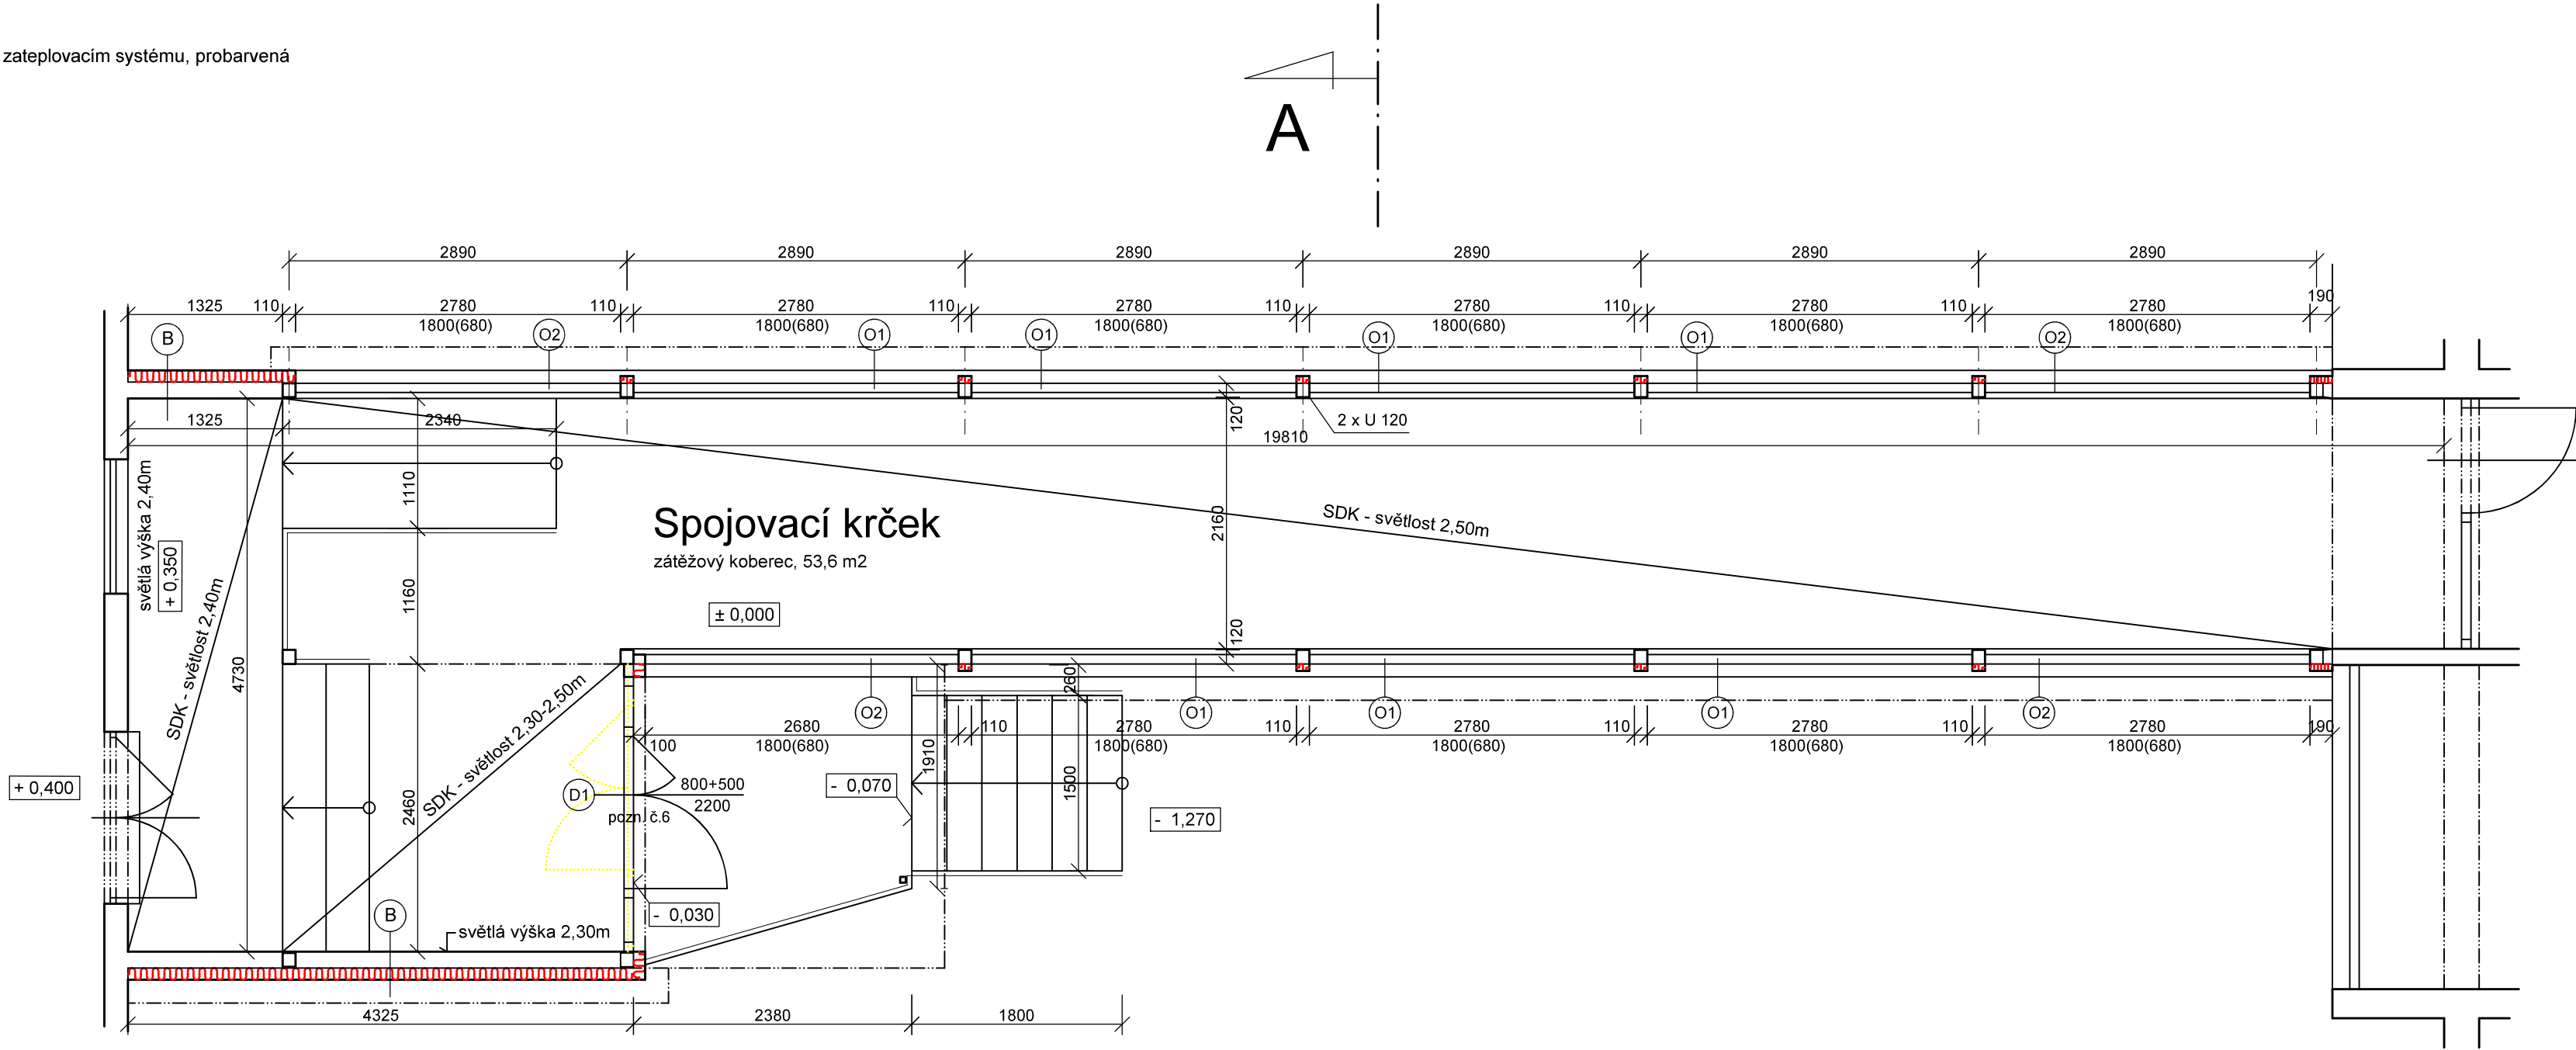 zateplovacím systému, probarvená
A
2890
2890
2890
2890
2890
2890
1325
110
2780
110
2780
110
2780
110
2780
110
2780
110
2780
190
1800(680)
1800(680)
1800(680)
1800(680)
1800(680)
1800(680)
B
O2
O1
O1
O1
O1
O2
1325
2340
120
2 x U 120
19810
světlá výška 2,40m
+ 0,350
1110
Spojovací krček
zátěžový koberec, 53,6 m2
2160
SDK - světlost 2,50m
SDK - světlost 2,40m
1160
± 0,000
120
4730
260
SDK - světlost 2,30-2,50m
O2
O1
O1
O1
O2
2680
110
2780
110
2780
110
2780
110
2780
190
100
1800(680)
1800(680)
1800(680)
1800(680)
1800(680)
1910
1500
+ 0,400
D1
800+500
2200
- 0,070
pozn. č.6
2460
- 1,270
B
- 0,030
světlá výška 2,30m
4325
2380
1800